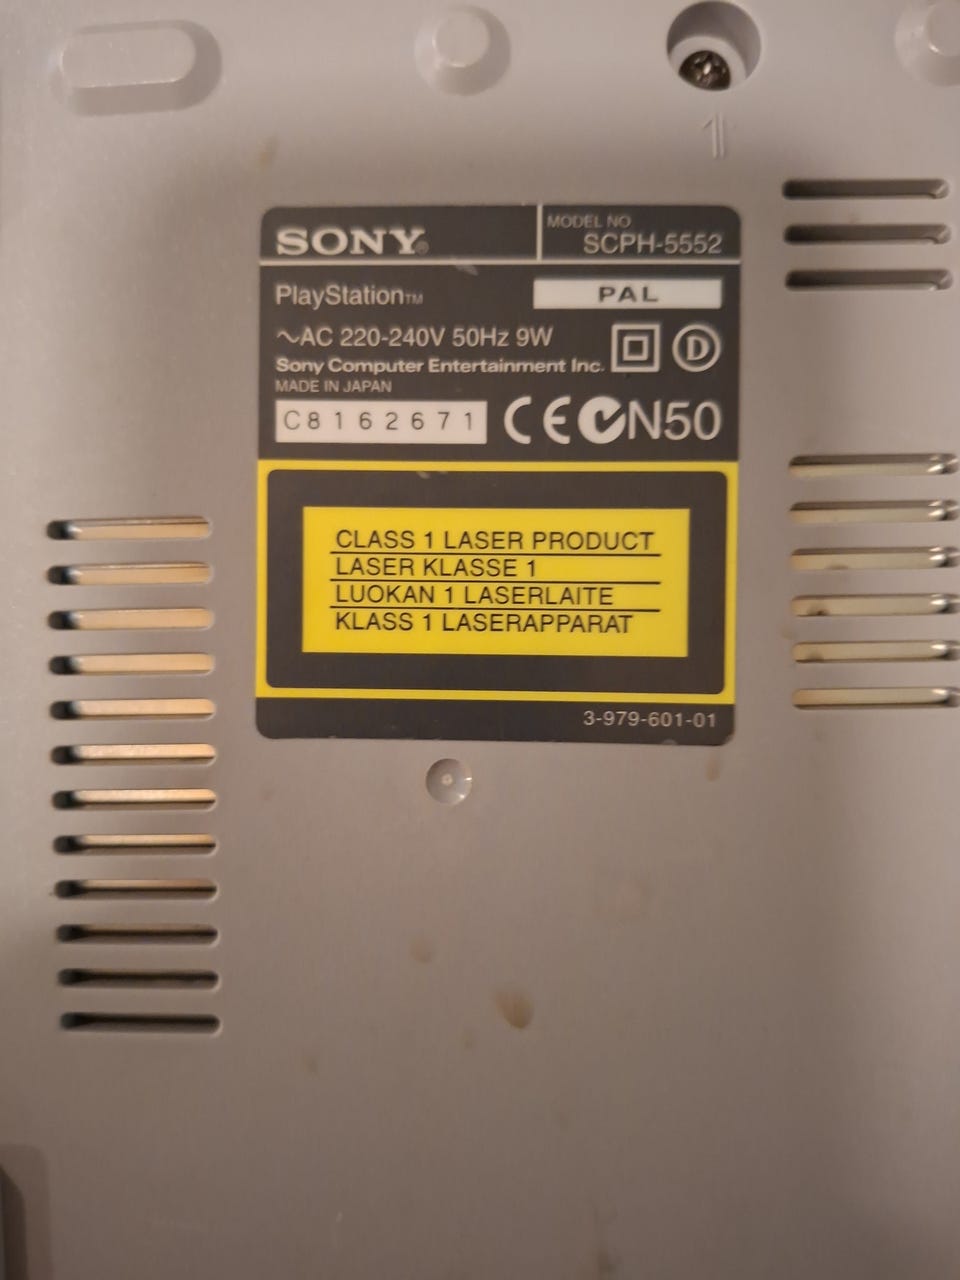 SONY®
MODEL NO
SCPH-5552
PlayStation™
PAL
~AC 220-240V 50Hz 9W
Sony Computer Entertainment Inc.
MADE IN JAPAN
D
C8162671
CE N50
CLASS 1 LASER PRODUCT
LASER KLASSE 1
LUOKAN 1 LASERLAITE
KLASS 1 LASERAPPARAT
3-979-601-01